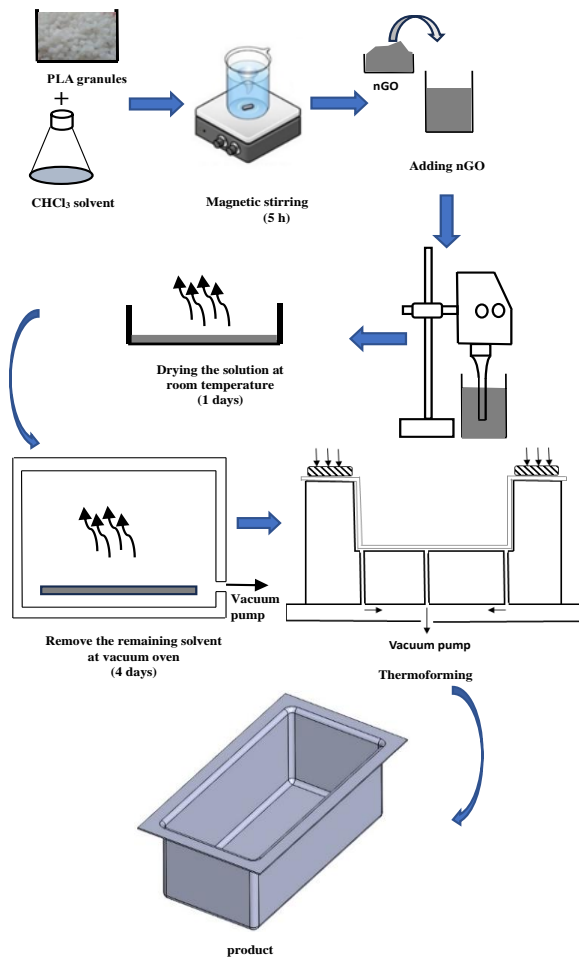 PLA granules
+
CHCl₃ solvent
Magnetic stirring
(5 h)
nGO
Adding nGO
Drying the solution at
room temperature
(1 days)
Vacuum
pump
Remove the remaining solvent
at vacuum oven
(4 days)
Vacuum pump
Thermoforming
product